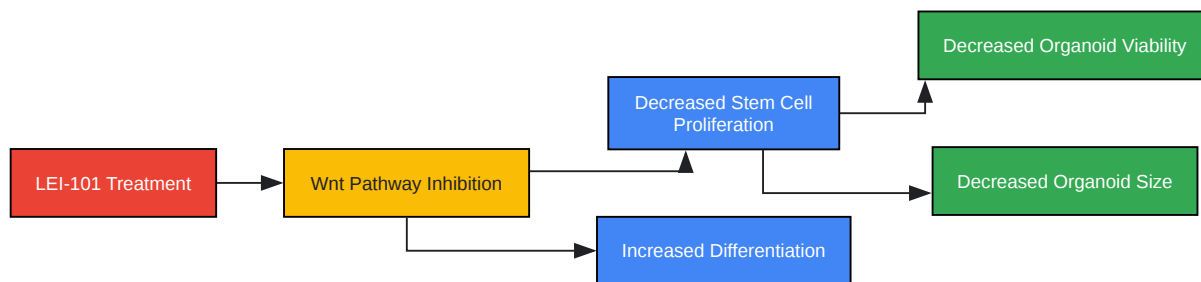 LEI-101 Treatment
Wnt Pathway Inhibition
Decreased Stem Cell
Proliferation
Increased Differentiation
Decreased Organoid Viability
Decreased Organoid Size